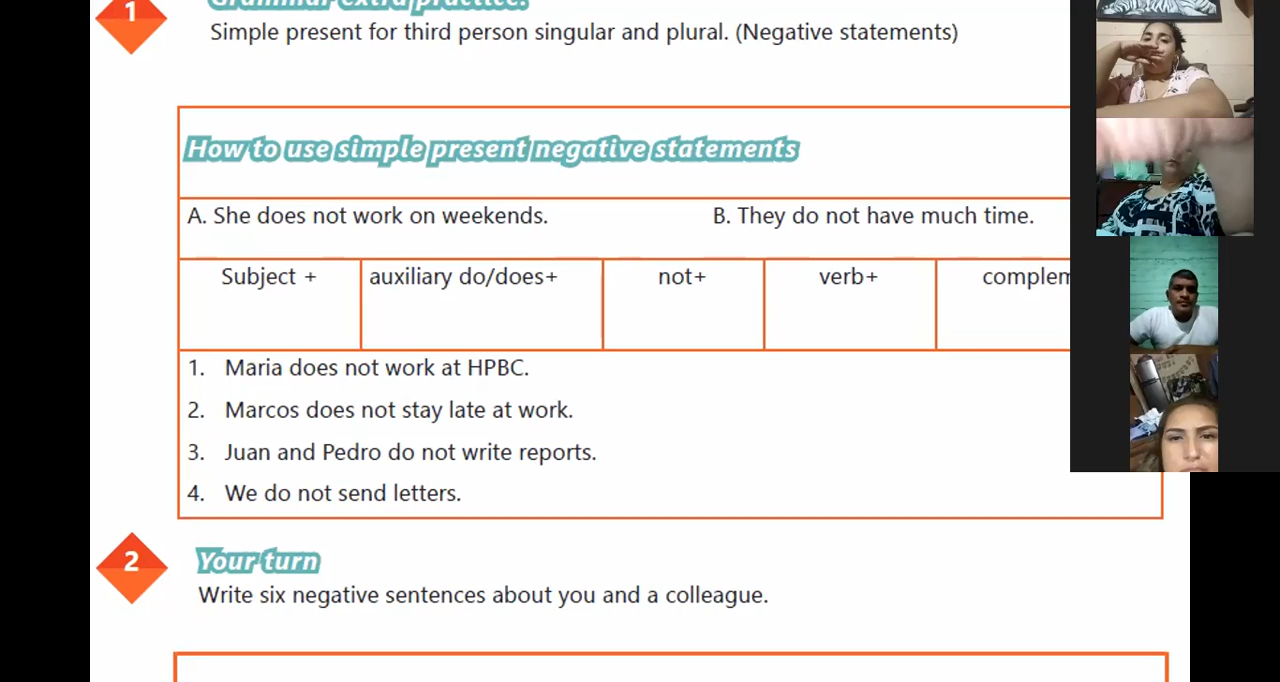 1
Grammar extra practice.
Simple present for third person singular and plural. (Negative statements)
How to use simple present negative statements
A. She does not work on weekends. B. They do not have much time.
Subject + auxiliary do/does+ not+ verb+ complem
1. Maria does not work at HPBC.
2. Marcos does not stay late at work.
3. Juan and Pedro do not write reports.
4. We do not send letters.
2
Your turn
Write six negative sentences about you and a colleague.